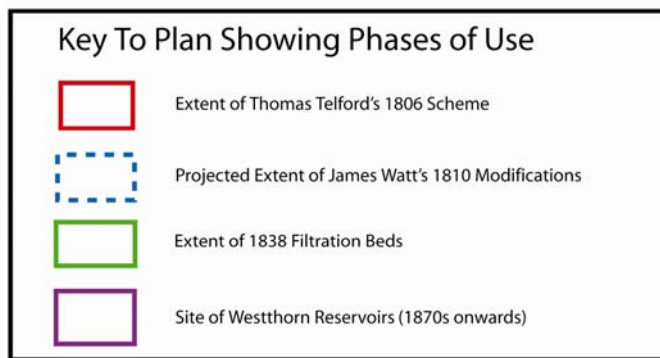 Key To Plan Showing Phases of Use
Extent of Thomas Telford's 1806 Scheme
Projected Extent of James Watt's 1810 Modifications
Extent of 1838 Filtration Beds
Site of Westthorn Reservoirs (1870s onwards)